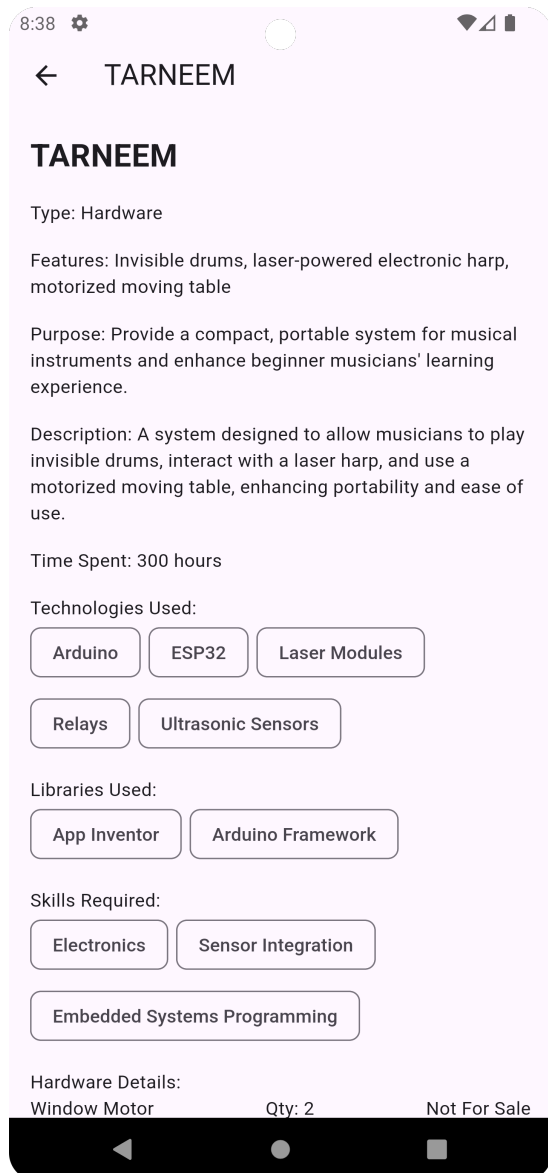 8:38
TARNEEM
TARNEEM
Type: Hardware
Features: Invisible drums, laser-powered electronic harp,
motorized moving table
Purpose: Provide a compact, portable system for musical
instruments and enhance beginner musicians' learning
experience.
Description: A system designed to allow musicians to play
invisible drums, interact with a laser harp, and use a
motorized moving table, enhancing portability and ease of
use.
Time Spent: 300 hours
Technologies Used:
Arduino ESP32 Laser Modules
Relays Ultrasonic Sensors
Libraries Used:
App Inventor Arduino Framework
Skills Required:
Electronics Sensor Integration
Embedded Systems Programming
Hardware Details:
Window Motor Qty: 2 Not For Sale